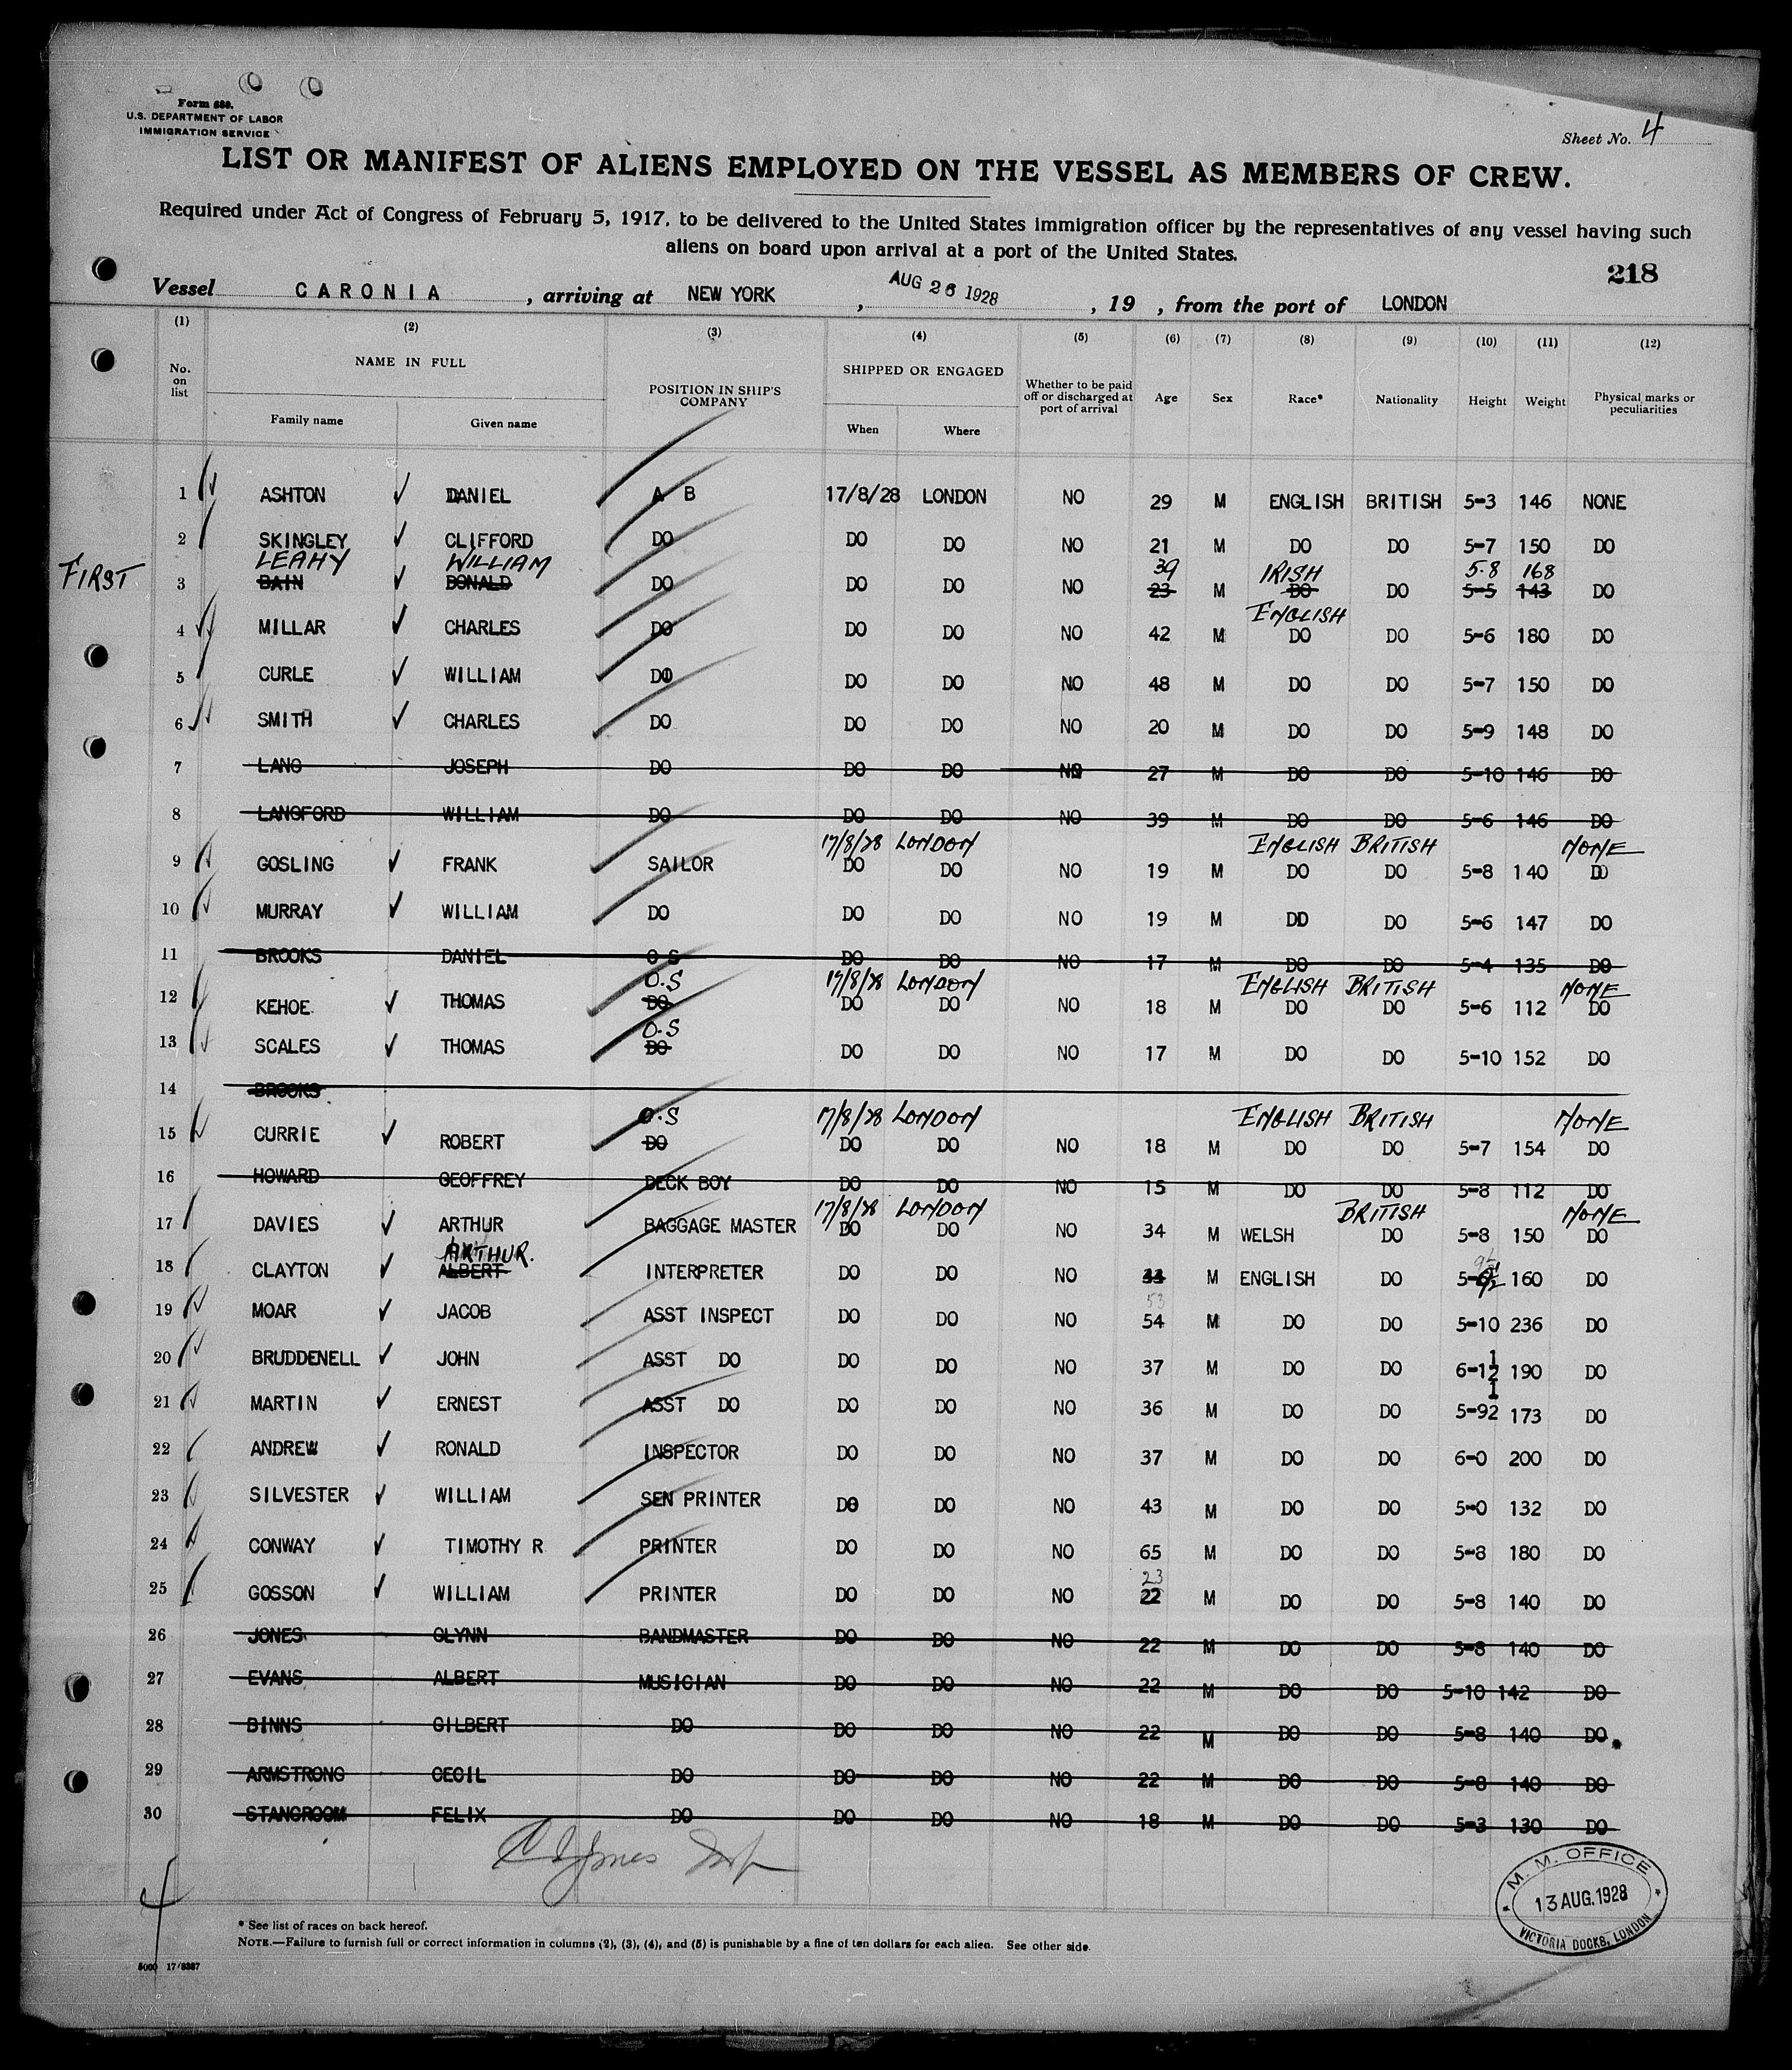 Form 689.
U.S. DEPARTMENT OF LABOR
IMMIGRATION SERVICE
Sheet No. 4
LIST OR MANIFEST OF ALIENS EMPLOYED ON THE VESSEL AS MEMBERS OF CREW.
Required under Act of Congress of February 5, 1917, to be delivered to the United States immigration officer by the representatives of any vessel having such
aliens on board upon arrival at a port of the United States.
218
Vessel CARONIA , arriving at NEW YORK , AUG 26 1928 , 19 , from the port of LONDON
(1) (2) (3) (4) (5) (6) (7) (8) (9) (10) (11) (12)
No. on list NAME IN FULL POSITION IN SHIP'S COMPANY SHIPPED OR ENGAGED Whether to be paid off or discharged at port of arrival Age Sex Race* Nationality Height Weight Physical marks or peculiarities
Family name Given name When Where
1 ASHTON DANIEL A B 17/8/28 LONDON NO 29 M ENGLISH BRITISH 5-3 146 NONE
2 SKINGLEY CLIFFORD DO DO DO NO 21 M DO DO 5-7 150 DO
LEAHY WILLIAM 39 IRISH 5.8 168
FIRST 3 BAIN DONALD DO DO DO NO 23 M DO DO 5-5 143 DO
ENGLISH
4 MILLAR CHARLES DO DO DO NO 42 M DO DO 5-6 180 DO
5 CURLE WILLIAM DO DO DO NO 48 M DO DO 5-7 150 DO
6 SMITH CHARLES DO DO DO NO 20 M DO DO 5-9 148 DO
7 LANG JOSEPH DO DO DO NO 27 M DO DO 5-10 146 DO
8 LANGFORD WILLIAM DO DO DO NO 39 M DO DO 5-6 146 DO
17/8/28 LONDON ENGLISH BRITISH NONE
9 GOSLING FRANK SAILOR DO DO NO 19 M DO DO 5-8 140 DO
10 MURRAY WILLIAM DO DO DO NO 19 M DO DO 5-6 147 DO
11 BROOKS DANIEL O S DO DO NO 17 M DO DO 5-4 135 DO
O.S 17/8/28 LONDON ENGLISH BRITISH NONE
12 KEHOE THOMAS DO DO DO NO 18 M DO DO 5-6 112 DO
O.S
13 SCALES THOMAS DO DO DO NO 17 M DO DO 5-10 152 DO
14 BROOKS
O.S 17/8/28 LONDON ENGLISH BRITISH NONE
15 CURRIE ROBERT DO DO DO NO 18 M DO DO 5-7 154 DO
16 HOWARD GEOFFREY DECK BOY DO DO NO 15 M DO DO 5-8 112 DO
17/8/28 LONDON BRITISH NONE
17 DAVIES ARTHUR BAGGAGE MASTER DO DO NO 34 M WELSH DO 5-8 150 DO
ARTHUR.
18 CLAYTON ALBERT INTERPRETER DO DO NO 33 M ENGLISH DO 160 DO
53
19 MOAR JACOB ASST INSPECT DO DO NO 54 M DO DO 5-10 236 DO
20 BRUDDENELL JOHN ASST DO DO DO NO 37 M DO DO 6-1½ 190 DO
21 MARTIN ERNEST ASST DO DO DO NO 36 M DO DO 5-9½ 173 DO
22 ANDREW RONALD INSPECTOR DO DO NO 37 M DO DO 6-0 200 DO
23 SILVESTER WILLIAM SEN PRINTER DO DO NO 43 M DO DO 5-0 132 DO
24 CONWAY TIMOTHY R PRINTER DO DO NO 65 M DO DO 5-8 180 DO
23
25 GOSSON WILLIAM PRINTER DO DO NO 22 M DO DO 5-8 140 DO
26 JONES GLYNN BANDMASTER DO DO NO 22 M DO DO 5-8 140 DO
27 EVANS ALBERT MUSICIAN DO DO NO 22 M DO DO 5-10 142 DO
28 BINNS GILBERT DO DO DO NO 22 M DO DO 5-8 140 DO.
29 ARMSTRONG CECIL DO DO DO NO 22 M DO DO 5-8 140 DO
30 STANGROOM FELIX DO DO DO NO 18 M DO DO 5-3 130 DO
4
M. M. OFFICE
13 AUG. 1928
VICTORIA DOCKS, LONDON
* See list of races on back hereof.
NOTE.—Failure to furnish full or correct information in columns (2), (3), (4), and (5) is punishable by a fine of ten dollars for each alien. See other side.